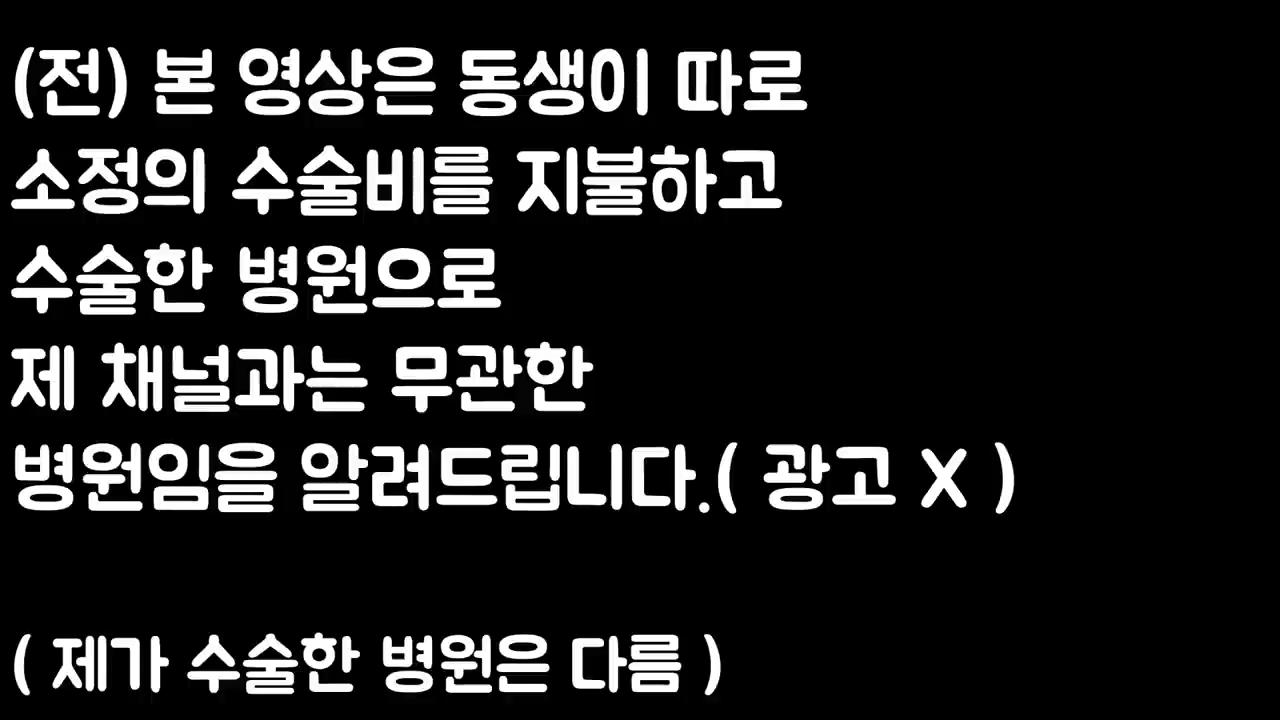 (전) 본 영상은 동생이 따로
소정의 수술비를 지불하고
수술한 병원으로
제 채널과는 무관한
병원임을 알려드립니다.( 광고 X )
( 제가 수술한 병원은 다름 )